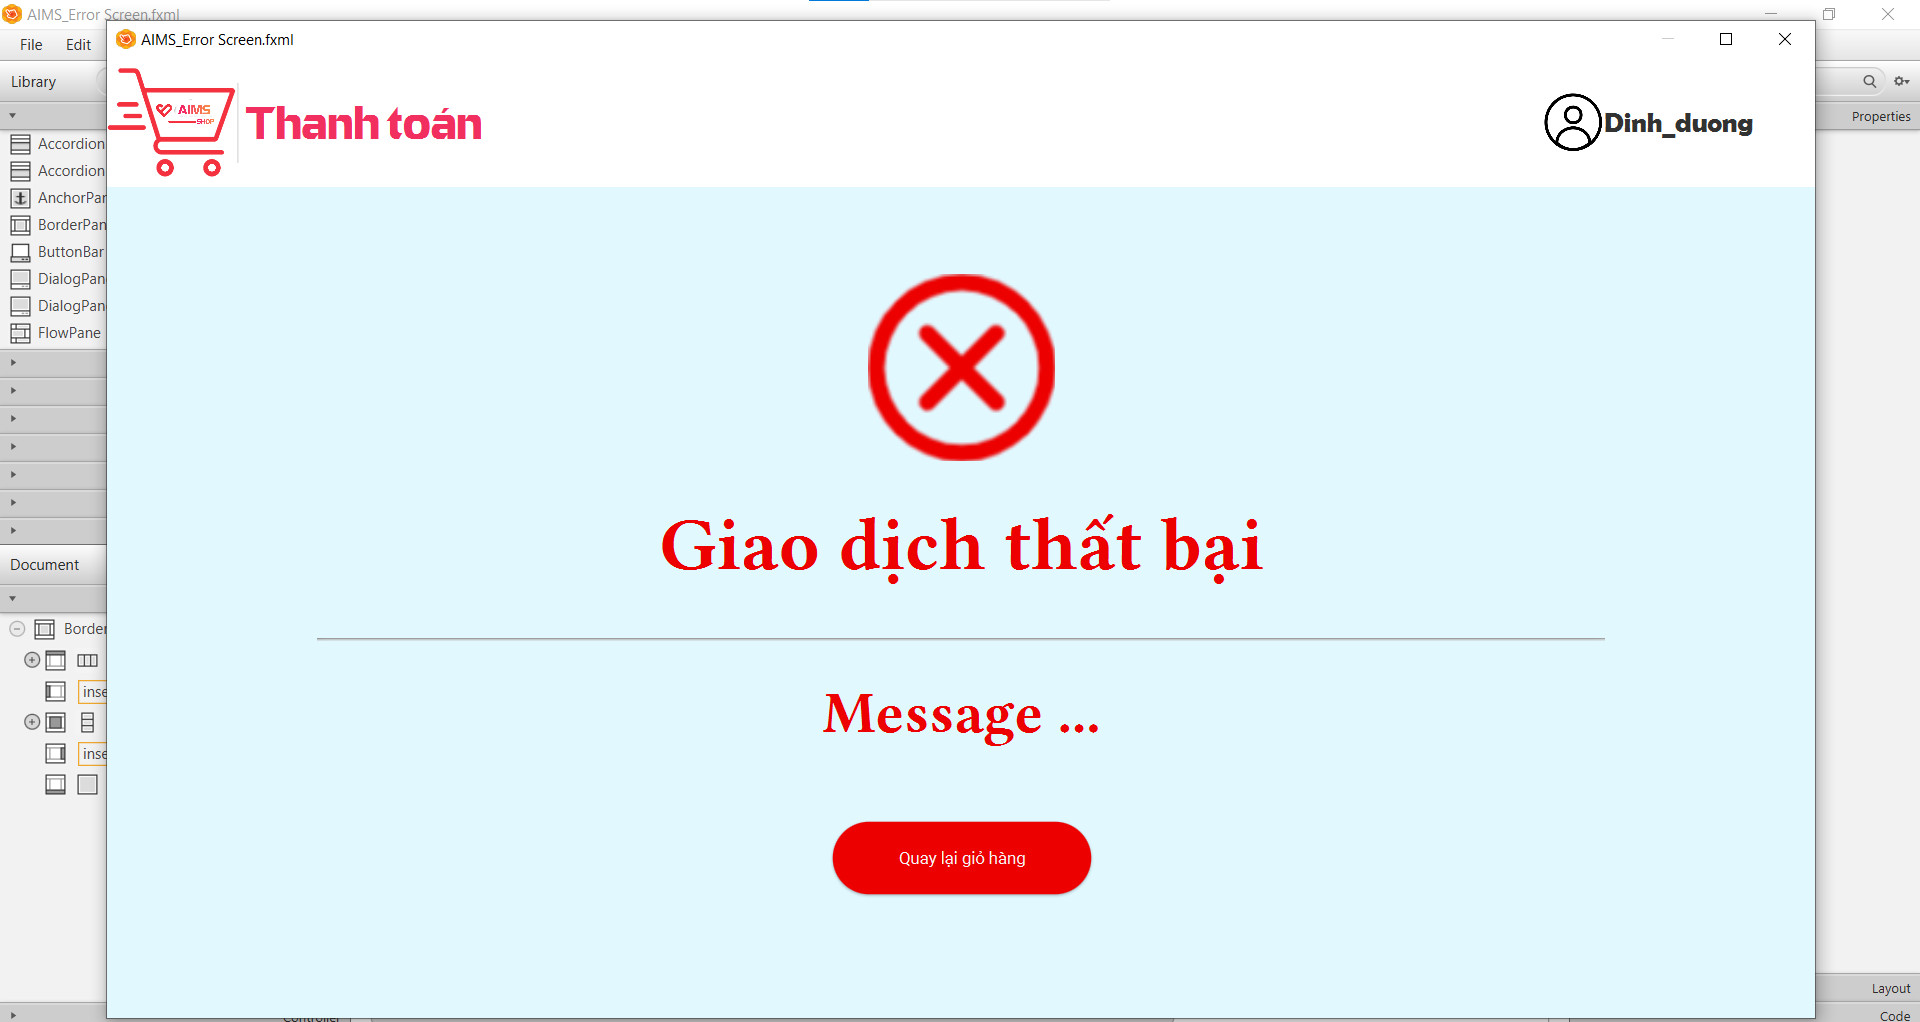 AIMS_Error Screen.fxml
AIMS_Error Screen.fxml
File Edit
Library
Properties
AIMS
SHOP
Thanh toán
Dinh_duong
Accordion
Accordion
AnchorPan
BorderPan
ButtonBar
DialogPan
DialogPan
FlowPane
Giao dịch thất bại
Document
Border
inse
inse
Message ...
Quay lại giỏ hàng
Layout
Controller
Code